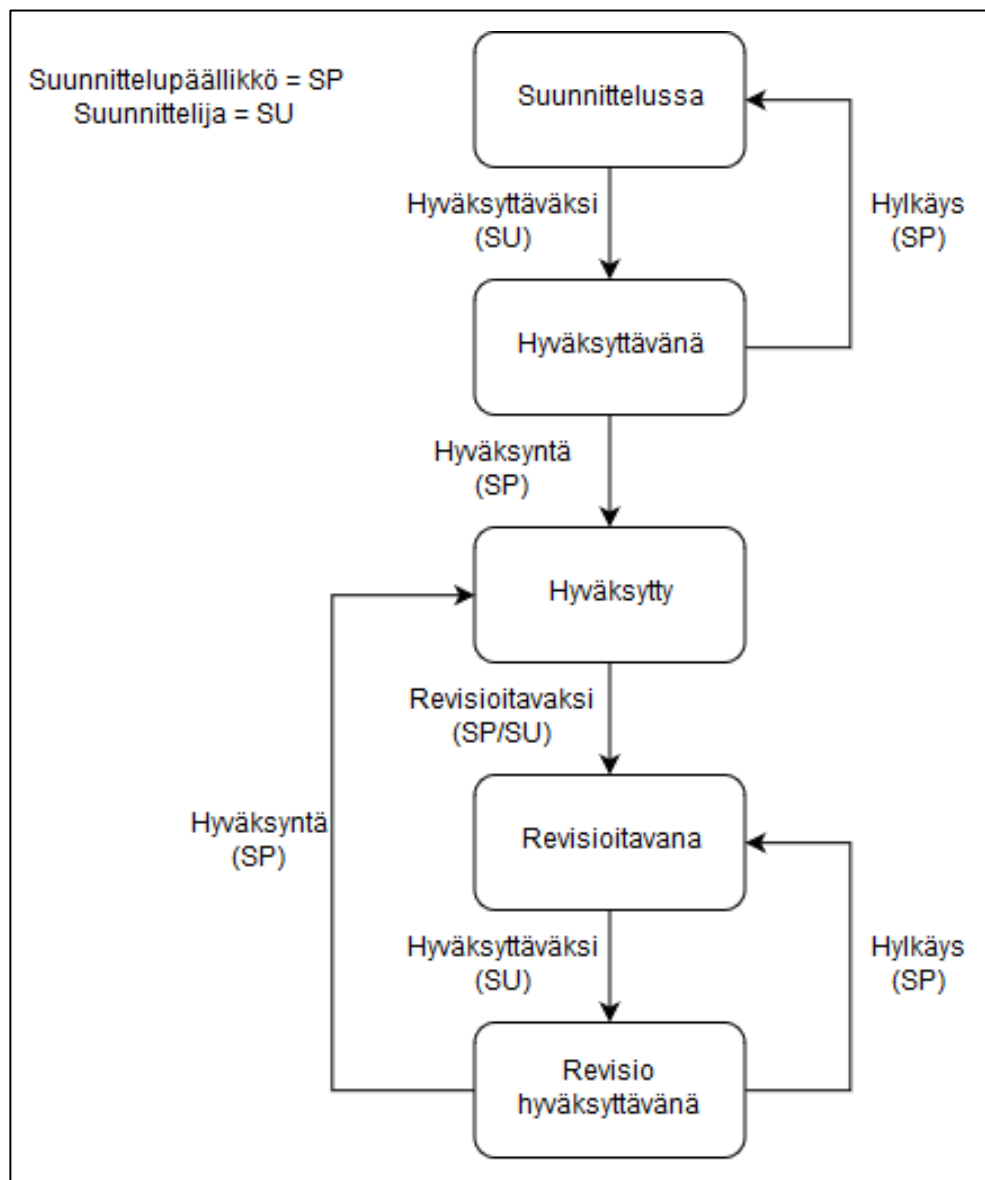 Suunnittelupäällikkö = SP
Suunnittelija = SU
Suunnittelussa
Hyväksyttäväksi
(SU)
Hylkäys
(SP)
Hyväksyttävänä
Hyväksyntä
(SP)
Hyväksytty
Revisioitavaksi
(SP/SU)
Hyväksyntä
(SP)
Revisioitavana
Hyväksyttäväksi
(SU)
Hylkäys
(SP)
Revisio
hyväksyttävänä